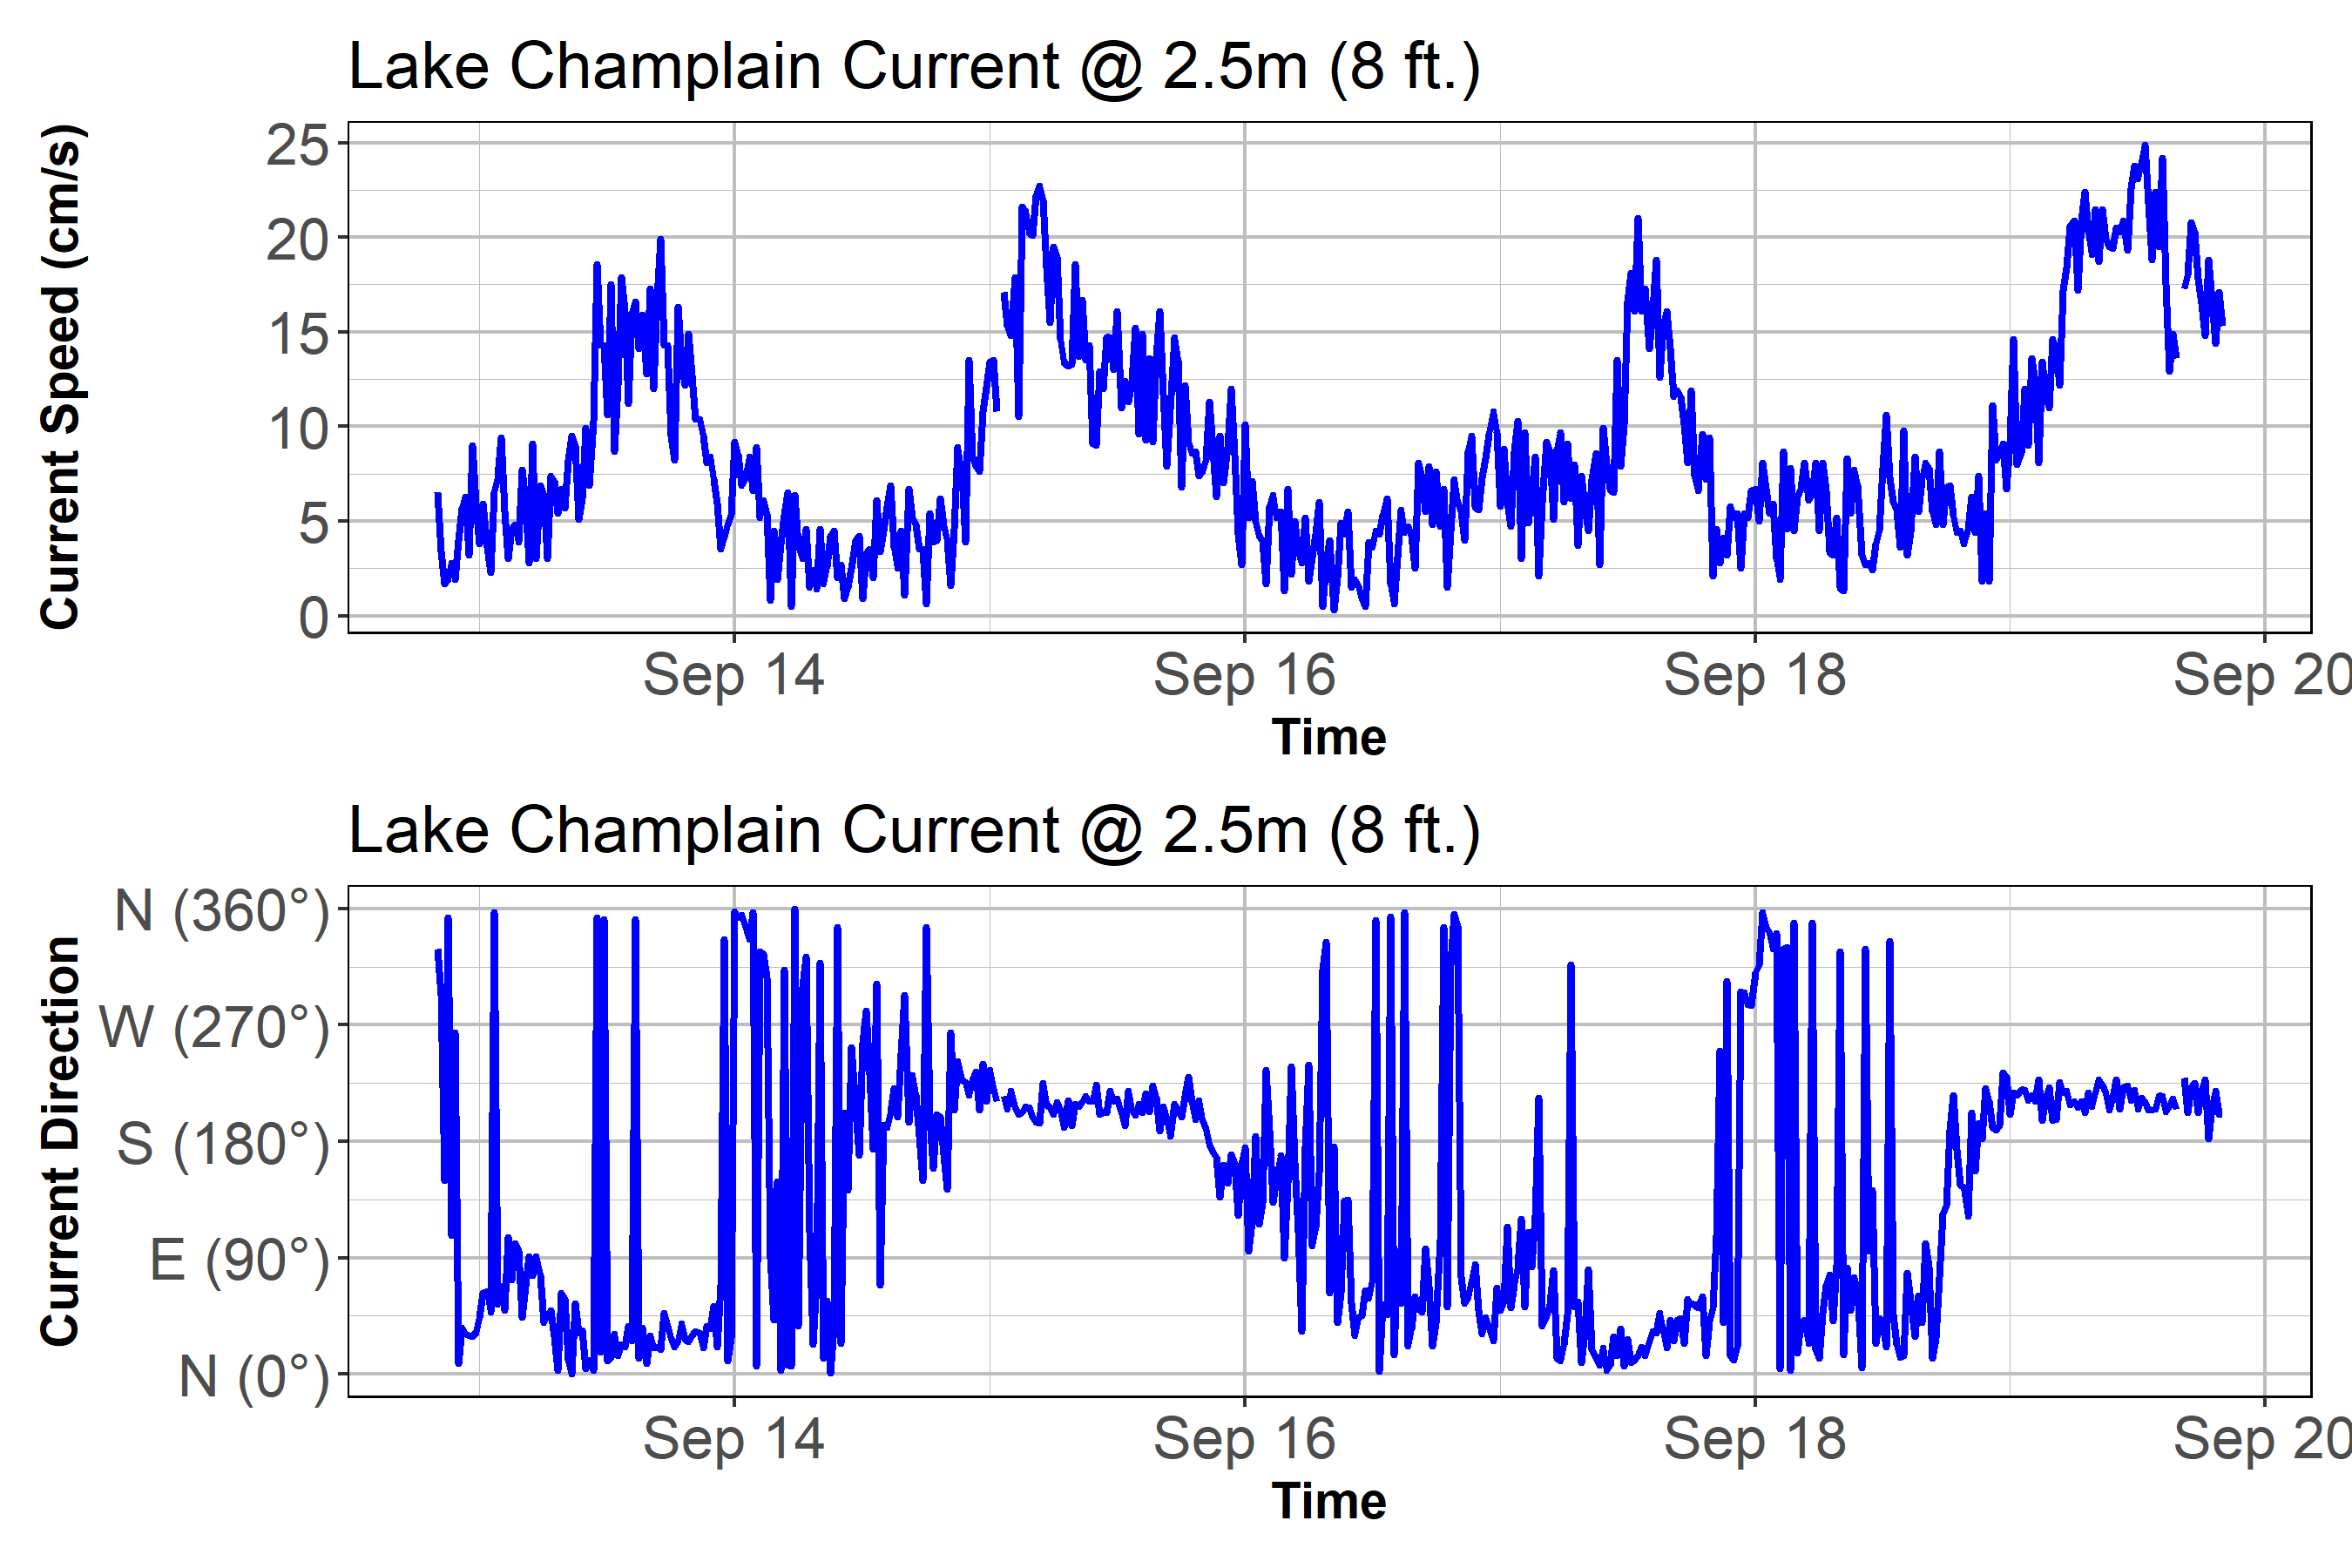 Lake Champlain Current @ 2.5m (8 ft.)
Current Speed (cm/s)
25
20
15
10
5
0
Sep 14 Sep 16 Sep 18 Sep 20
Time
Lake Champlain Current @ 2.5m (8 ft.)
Current Direction
N (360°)
W (270°)
S (180°)
E (90°)
N (0°)
Sep 14 Sep 16 Sep 18 Sep 20
Time